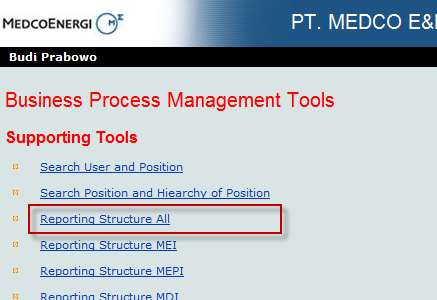 MEDCOENERGI
PT. MEDCO E&
Budi Prabowo
Business Process Management Tools
Supporting Tools
Search User and Position
Search Position and Hiearchy of Position
Reporting Structure All
Reporting Structure MEI
Reporting Structure MEPI
Reporting Structure MDI